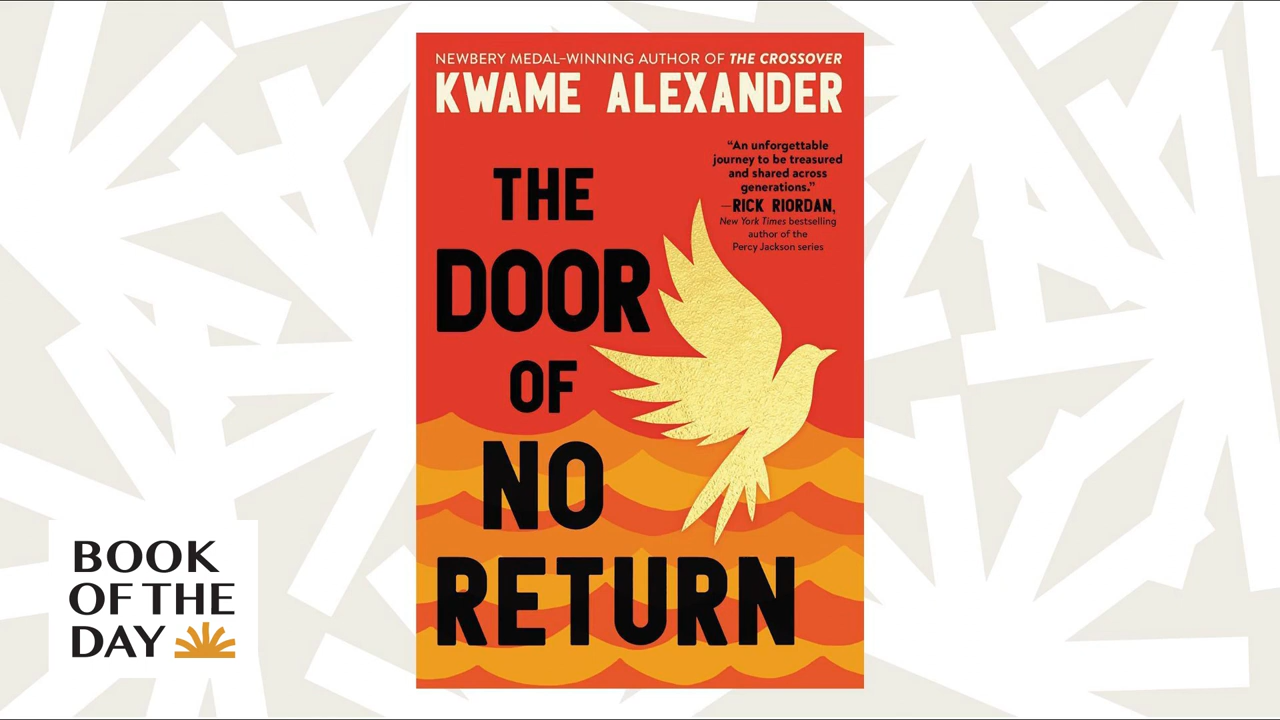 NEWBERY MEDAL–WINNING AUTHOR OF THE CROSSOVER
KWAME ALEXANDER
“An unforgettable
journey to be treasured
and shared across
generations.”
—RICK RIORDAN,
New York Times bestselling
author of the
Percy Jackson series
THE
DOOR
OF
NO
RETURN
BOOK
OF THE
DAY